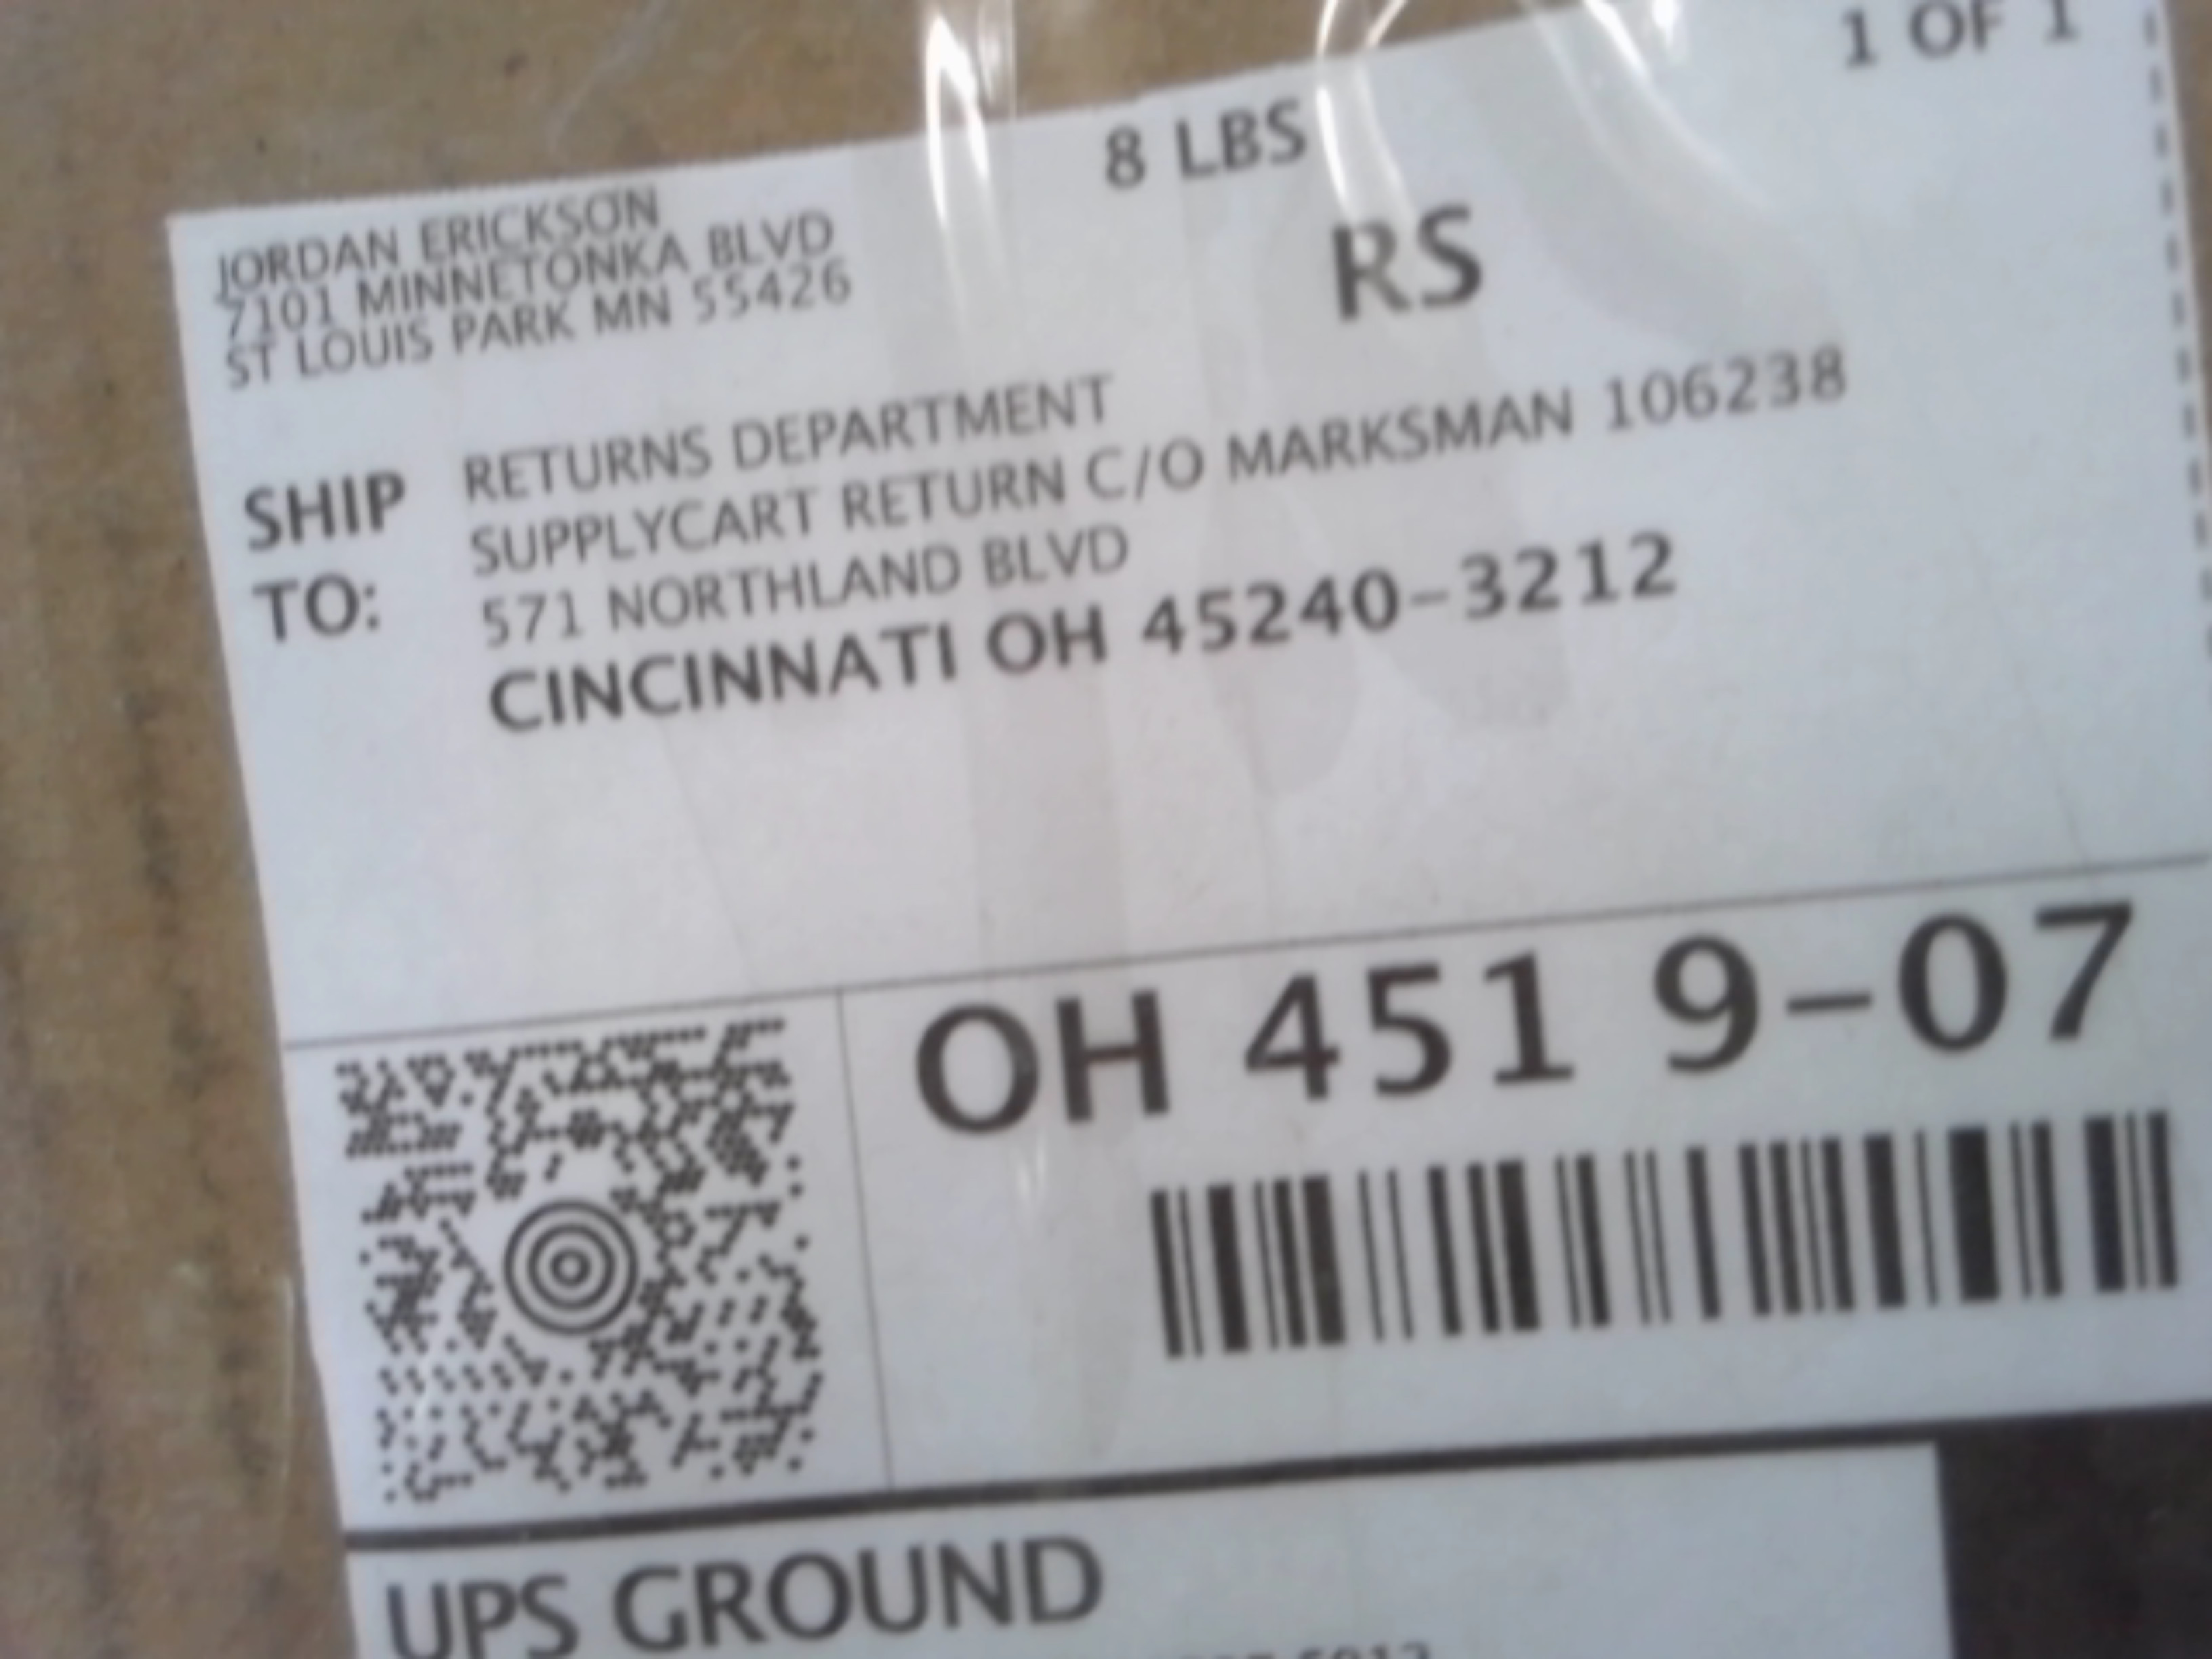 1 OF 1
8 LBS
RS
JORDAN ERICKSON
7101 MINNETONKA BLVD
ST LOUIS PARK MN 55426
SHIP TO:
RETURNS DEPARTMENT
SUPPLYCART RETURN C/O MARKSMAN 106238
571 NORTHLAND BLVD
CINCINNATI OH 45240-3212
OH 451 9-07
UPS GROUND